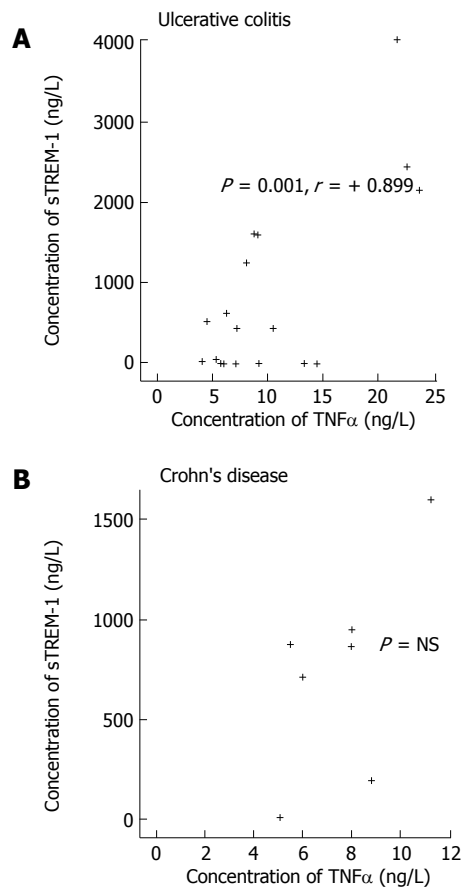 Ulcerative colitis
A
Concentration of sTREM-1 (ng/L)
4000
3000
2000
1000
0
P = 0.001, r = + 0.899
0 5 10 15 20 25
Concentration of TNFα (ng/L)
Crohn's disease
B
Concentration of sTREM-1 (ng/L)
1500
1000
500
0
P = NS
0 2 4 6 8 10 12
Concentration of TNFα (ng/L)